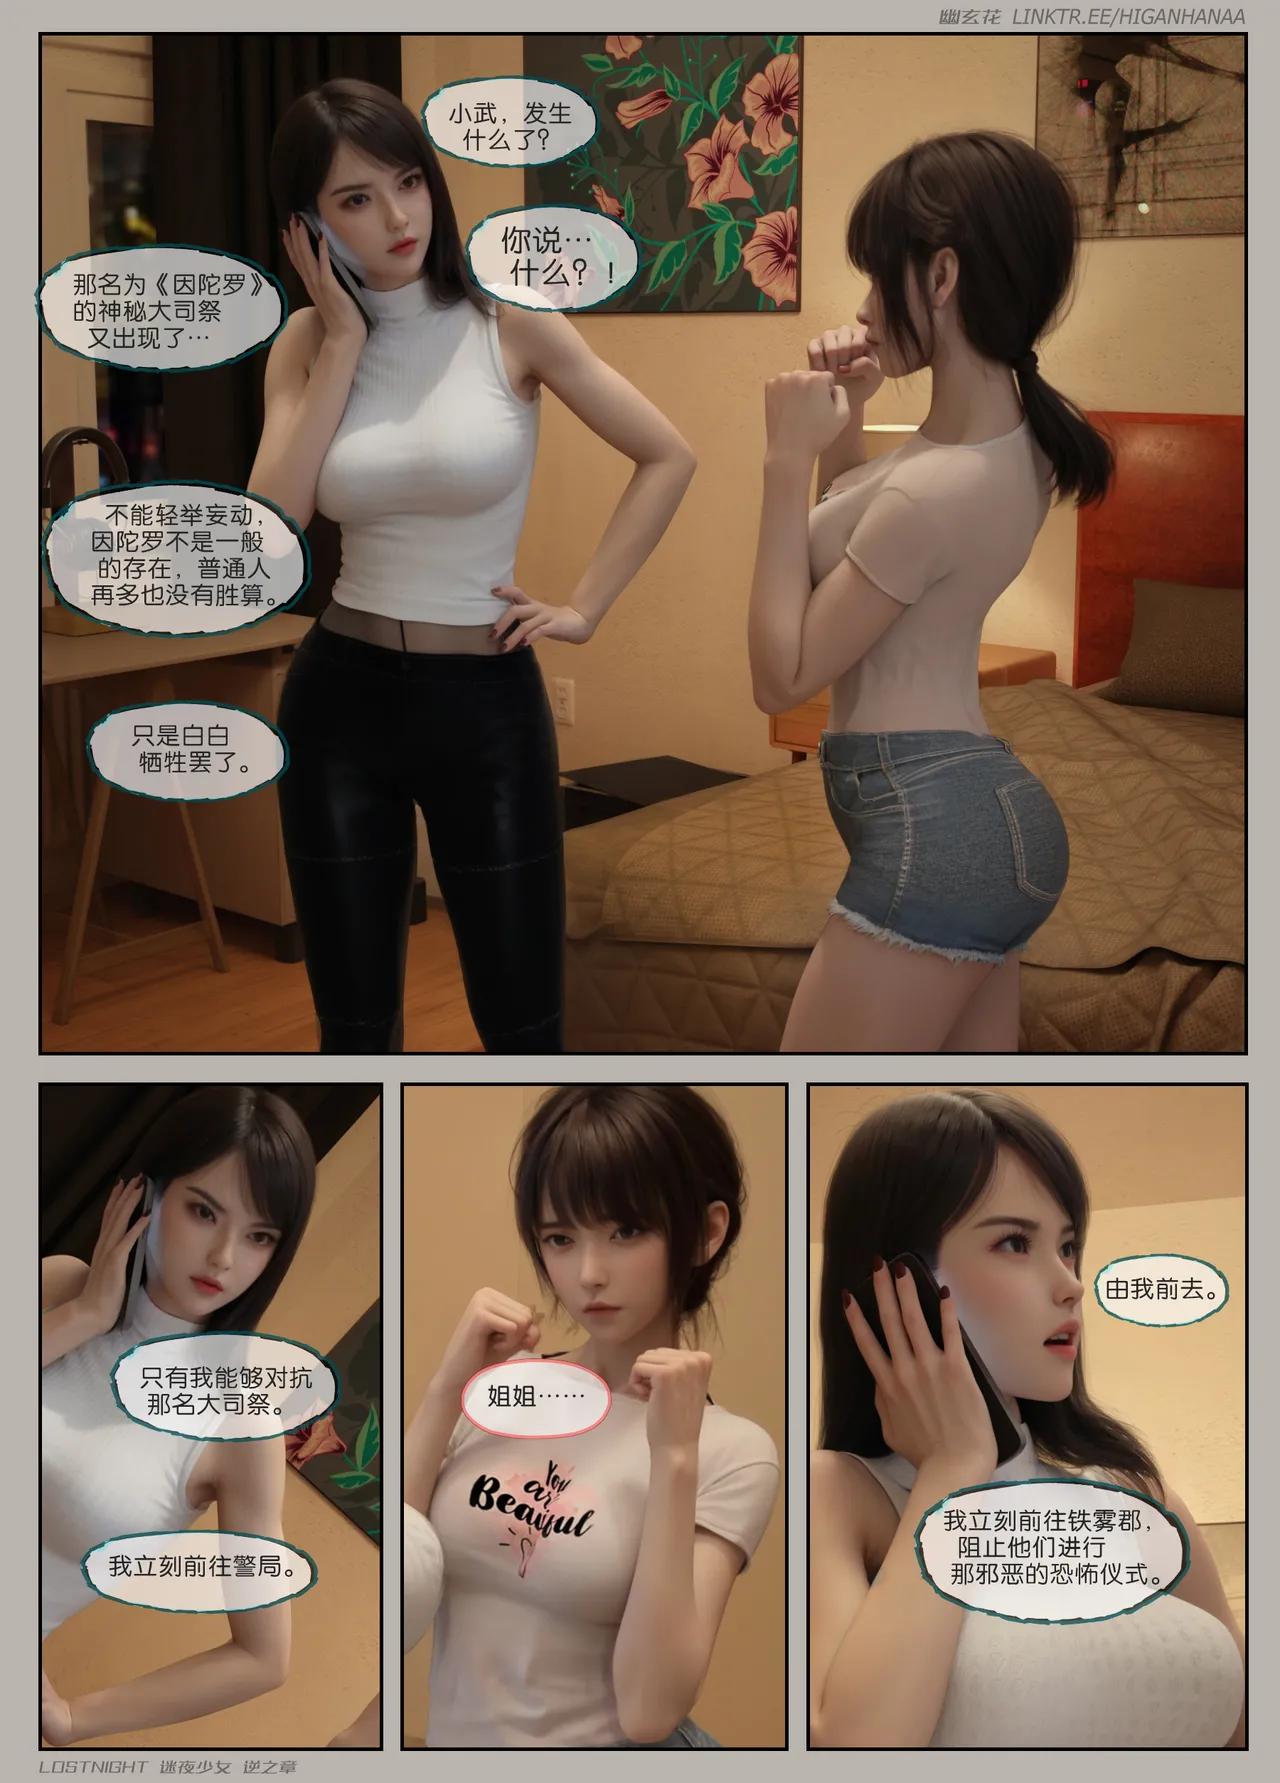 幽玄花 LINKTR.EE/HIGANHANAA
小武，发生
什么了？
你说…
什么？！
那名为《因陀罗》
的神秘大司祭
又出现了…
不能轻举妄动，
因陀罗不是一般
的存在，普通人
再多也没有胜算。
只是白白
牺牲罢了。
只有我能够对抗
那名大司祭。
我立刻前往警局。
姐姐……
You
are
Beautiful
由我前去。
我立刻前往铁雾郡，
阻止他们进行
那邪恶的恐怖仪式。
LOSTNIGHT 迷夜少女 逆之章